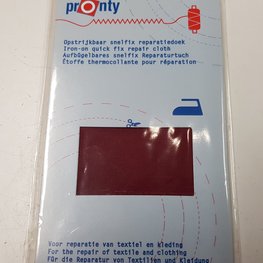 pronty
Opstrijkbaar snelfix reparatiedoek
Iron-on quick fix repair cloth
Aufbügelbares snelfix Reparaturtuch
Étoffe thermocollante pour réparation
Voor reparatie van textiel en kleding
For the repair of textile and clothing
Für die Reparatur von Textilien und Kleidung